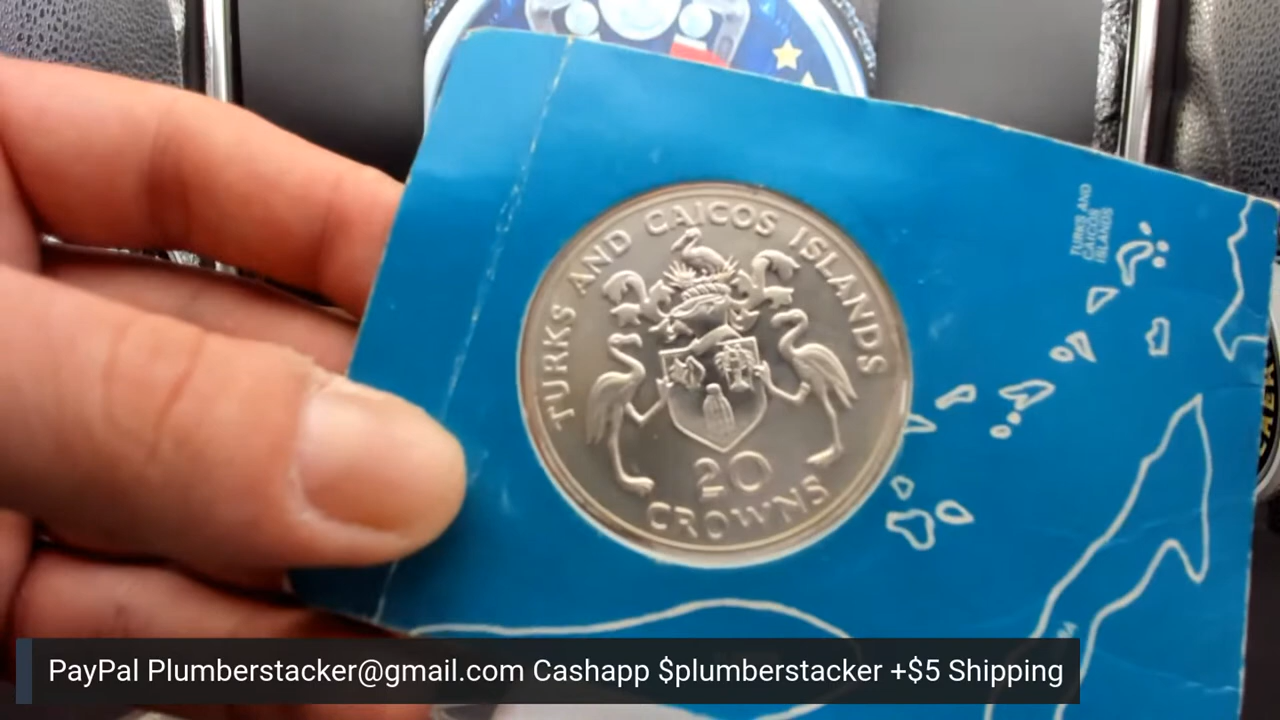 TURKS AND CAICOS ISLANDS
20
CROWNS
TURKS AND
CAICOS
ISLANDS
PayPal Plumberstacker@gmail.com Cashapp $plumberstacker +$5 Shipping